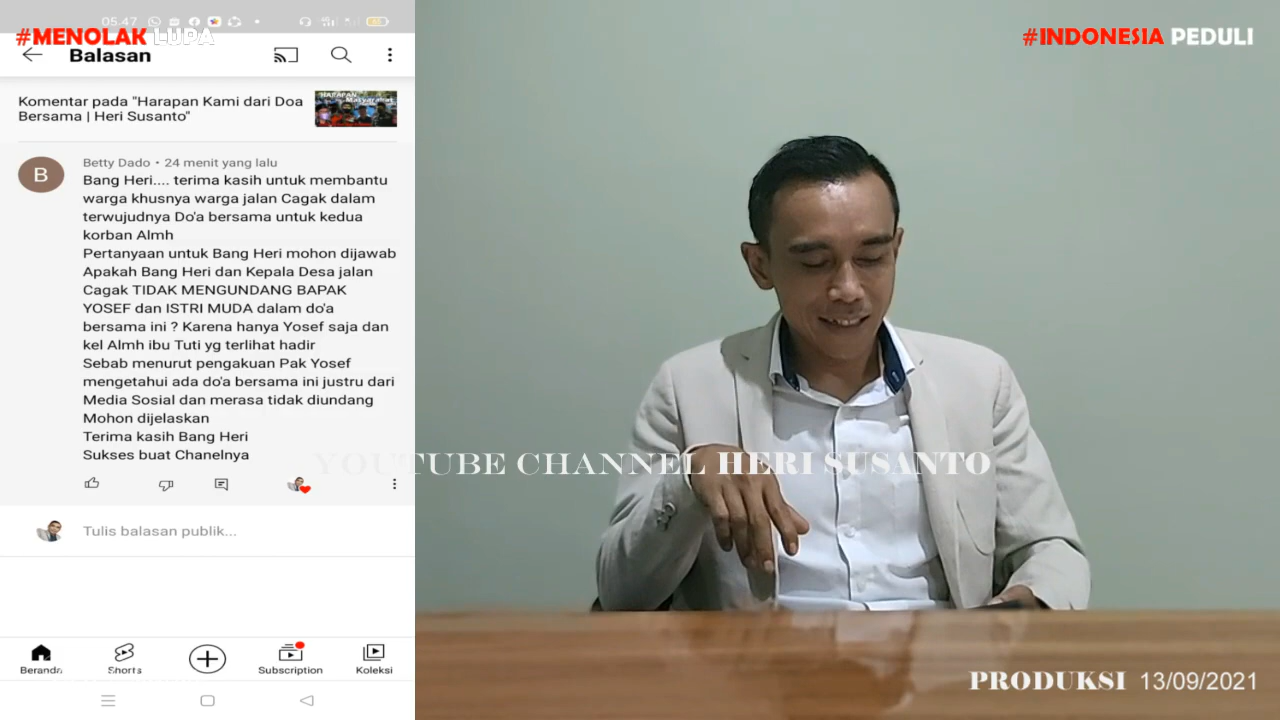 05.47
#MENOLAK LUPA
Balasan
Komentar pada "Harapan Kami dari Doa
Bersama | Heri Susanto"
HARAPAN
Masyarakat
B
Betty Dado • 24 menit yang lalu
Bang Heri.... terima kasih untuk membantu
warga khusnya warga jalan Cagak dalam
terwujudnya Do'a bersama untuk kedua
korban Almh
Pertanyaan untuk Bang Heri mohon dijawab
Apakah Bang Heri dan Kepala Desa jalan
Cagak TIDAK MENGUNDANG BAPAK
YOSEF dan ISTRI MUDA dalam do'a
bersama ini ? Karena hanya Yosef saja dan
kel Almh ibu Tuti yg terlihat hadir
Sebab menurut pengakuan Pak Yosef
mengetahui ada do'a bersama ini justru dari
Media Sosial dan merasa tidak diundang
Mohon dijelaskan
Terima kasih Bang Heri
Sukses buat Chanelnya
Tulis balasan publik...
Beranda
Shorts
Subscription
Koleksi
#INDONESIA PEDULI
YOUTUBE CHANNEL HERI SUSANTO
PRODUKSI 13/09/2021